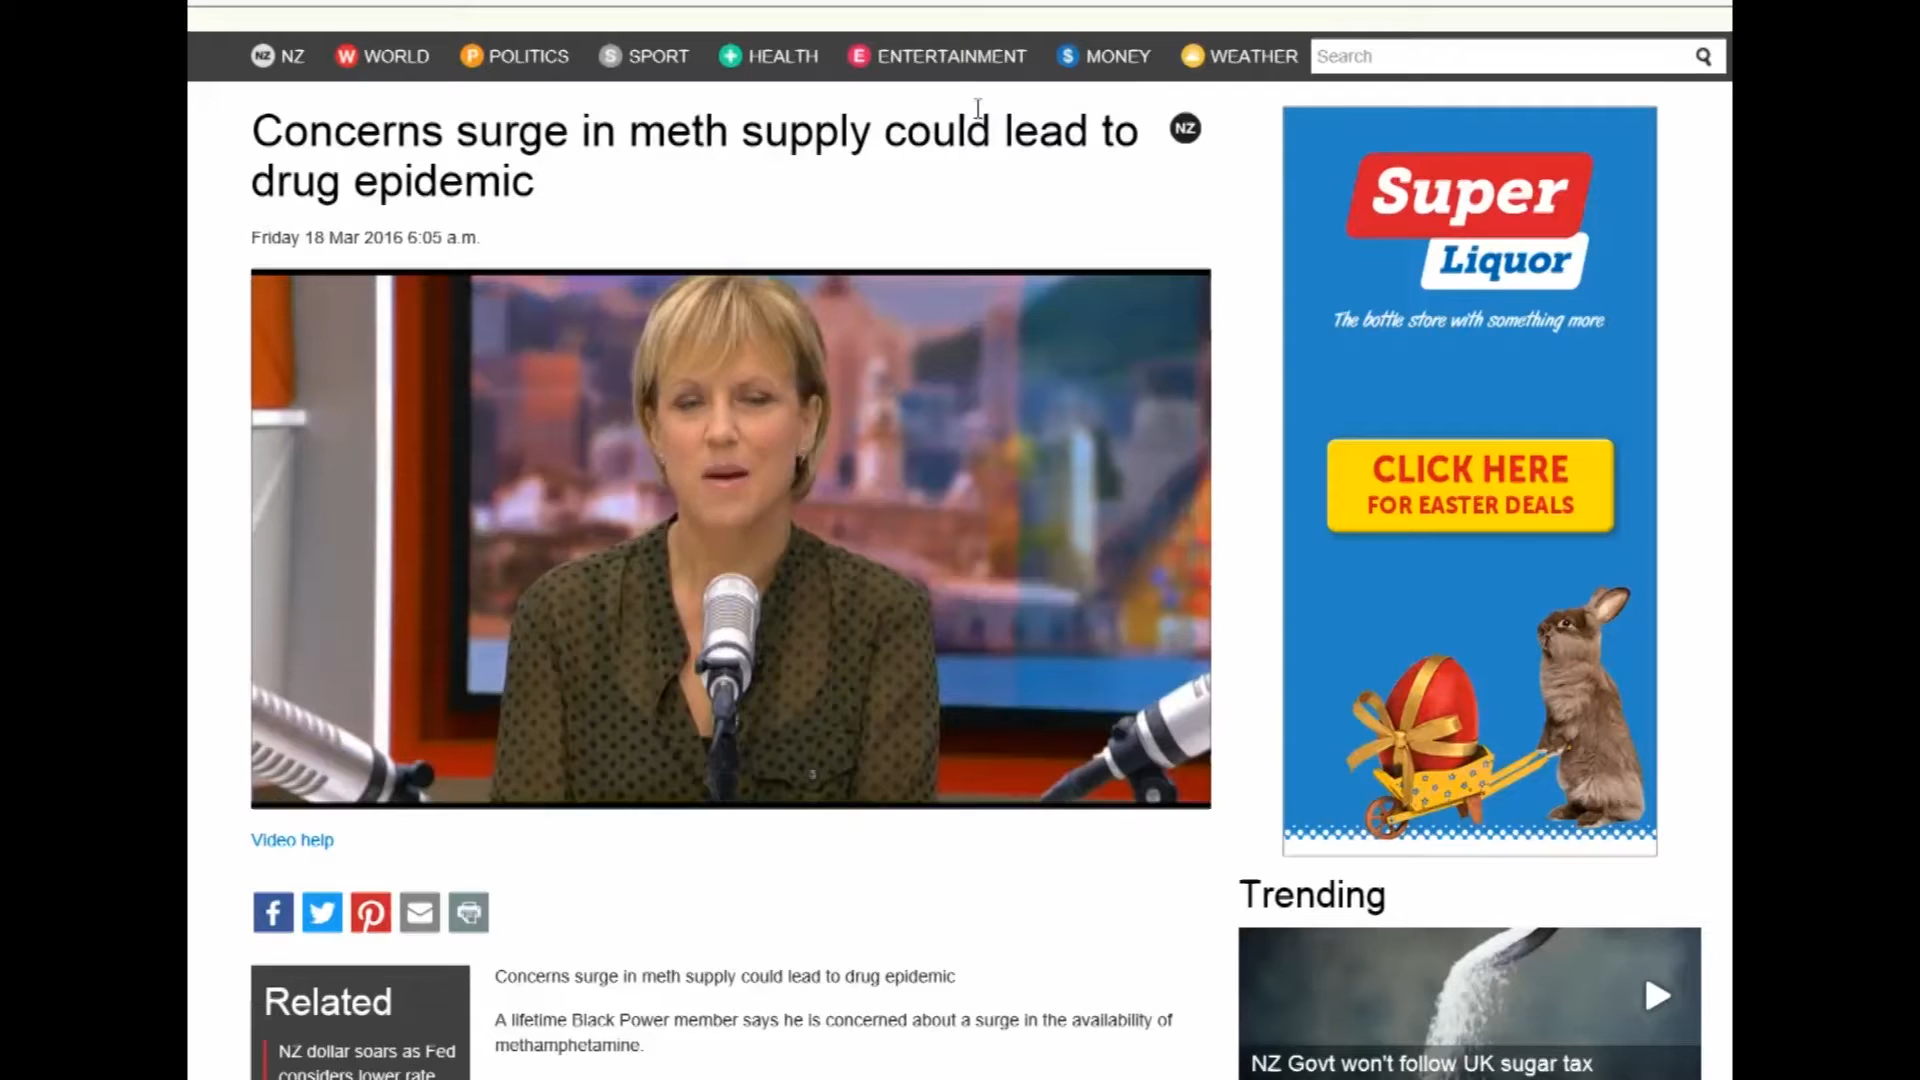 NZ NZ W WORLD P POLITICS S SPORT HEALTH E ENTERTAINMENT $ MONEY WEATHER Search
Concerns surge in meth supply could lead to
drug epidemic
NZ
Friday 18 Mar 2016 6:05 a.m.
Super
Liquor
The bottle store with something more
CLICK HERE
FOR EASTER DEALS
Video help
Trending
NZ Govt won't follow UK sugar tax
Related
NZ dollar soars as Fed
considers lower rate
Concerns surge in meth supply could lead to drug epidemic
A lifetime Black Power member says he is concerned about a surge in the availability of
methamphetamine.